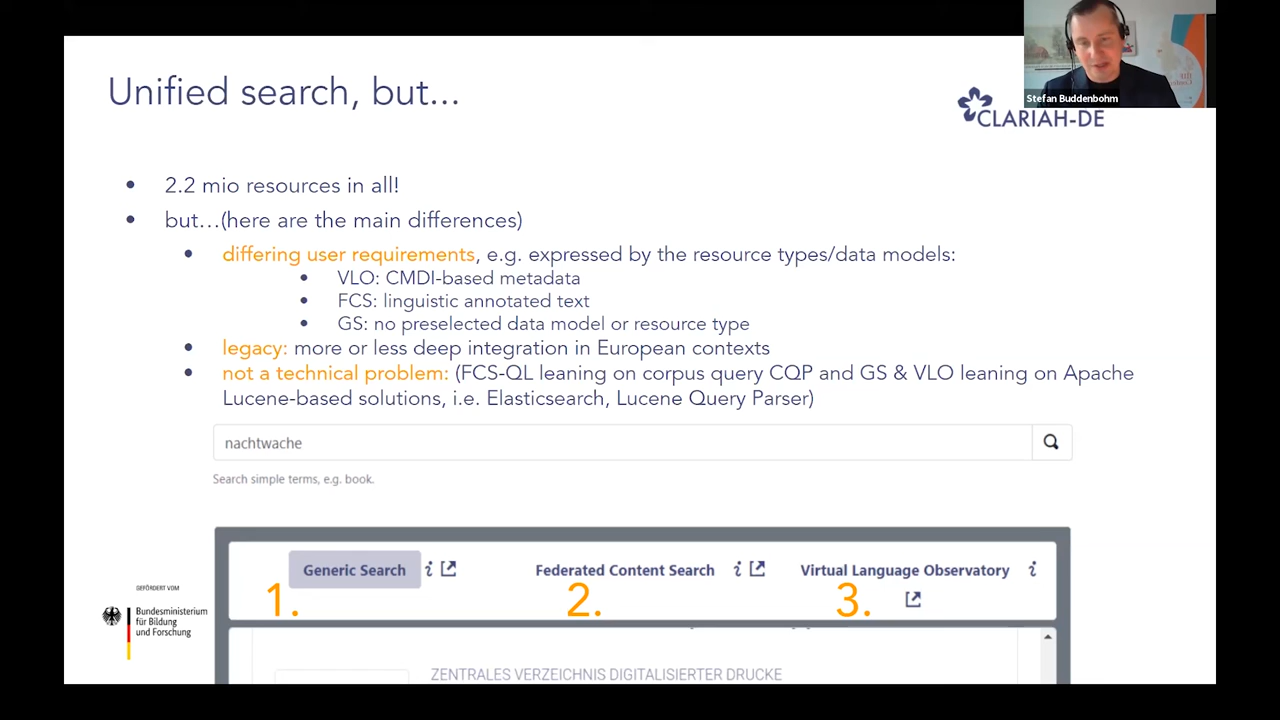 Unified search, but...
Stefan Buddenbohm
CLARIAH-DE
2.2 mio resources in all!
but...(here are the main differences)
differing user requirements, e.g. expressed by the resource types/data models:
VLO: CMDI-based metadata
FCS: linguistic annotated text
GS: no preselected data model or resource type
legacy: more or less deep integration in European contexts
not a technical problem: (FCS-QL leaning on corpus query CQP and GS & VLO leaning on Apache
Lucene-based solutions, i.e. Elasticsearch, Lucene Query Parser)
nachtwache
Search simple terms, e.g. book.
Generic Search i
Federated Content Search i
Virtual Language Observatory i
1.
2.
3.
GEFÖRDERT VOM
Bundesministerium
für Bildung
und Forschung
ZENTRALES VERZEICHNIS DIGITALISIERTER DRUCKE